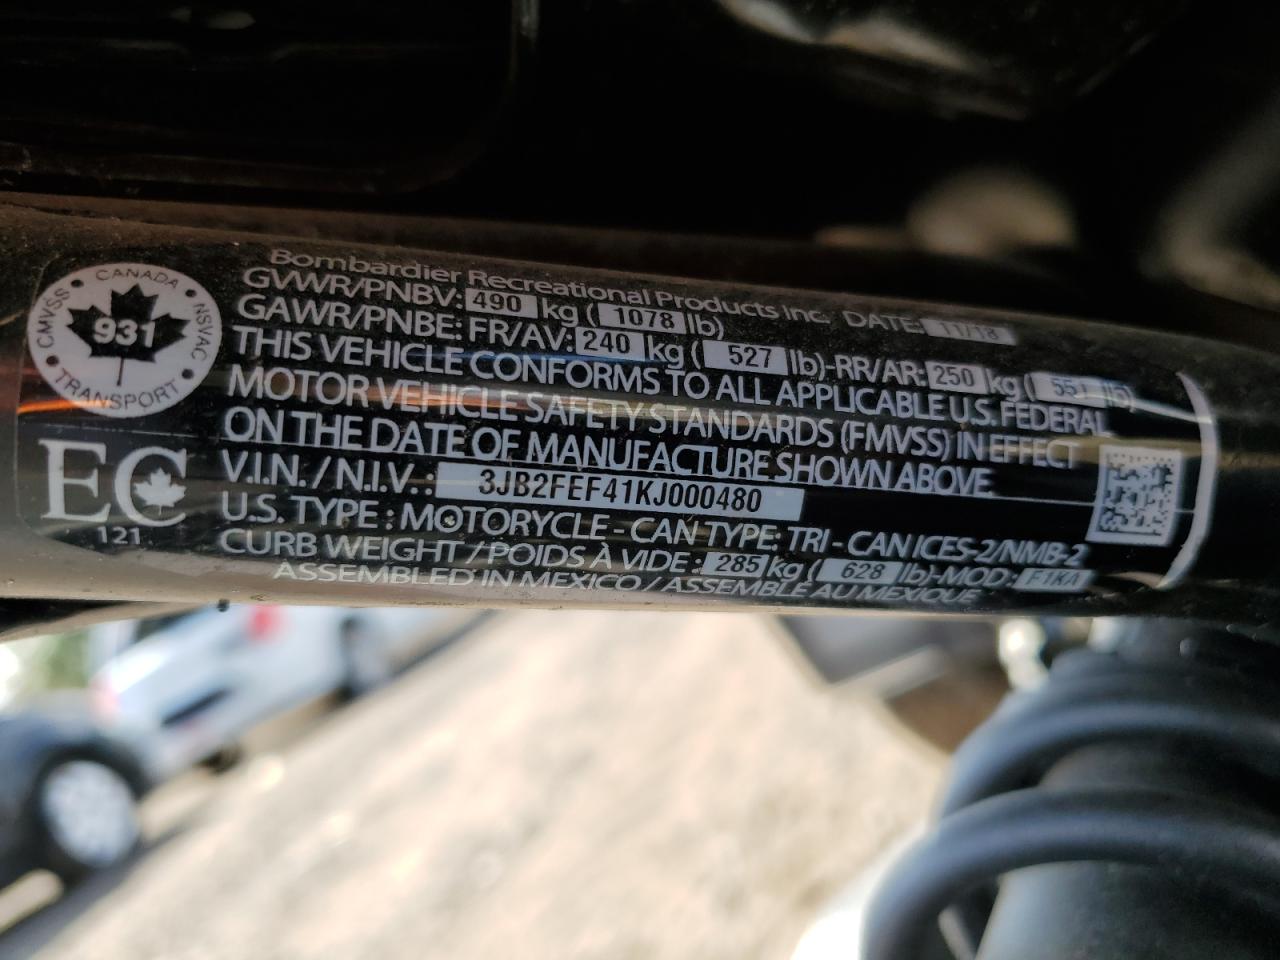 Bombardier Recreational Products Inc. DATE: 11/18
GVWR/PNBV: 490 kg ( 1078 lb)
GAWR/PNBE: FR/AV: 240 kg ( 527 lb)-RR/AR: 250 kg ( 551 lb)
THIS VEHICLE CONFORMS TO ALL APPLICABLE U.S. FEDERAL
MOTOR VEHICLE SAFETY STANDARDS (FMVSS) IN EFFECT
ON THE DATE OF MANUFACTURE SHOWN ABOVE.
V.I.N. / N.I.V. : 3JB2FEF41KJ000480
U.S. TYPE : MOTORYCLE - CAN TYPE: TRI - CAN ICES-2/NMB-2
CURB WEIGHT / POIDS À VIDE : 285 kg ( 628 lb)-MOD: F1KA
ASSEMBLED IN MEXICO / ASSEMBLÉ AU MEXIQUE
CANADA
CMVSS • NSVAC
931
TRANSPORT
EC
121